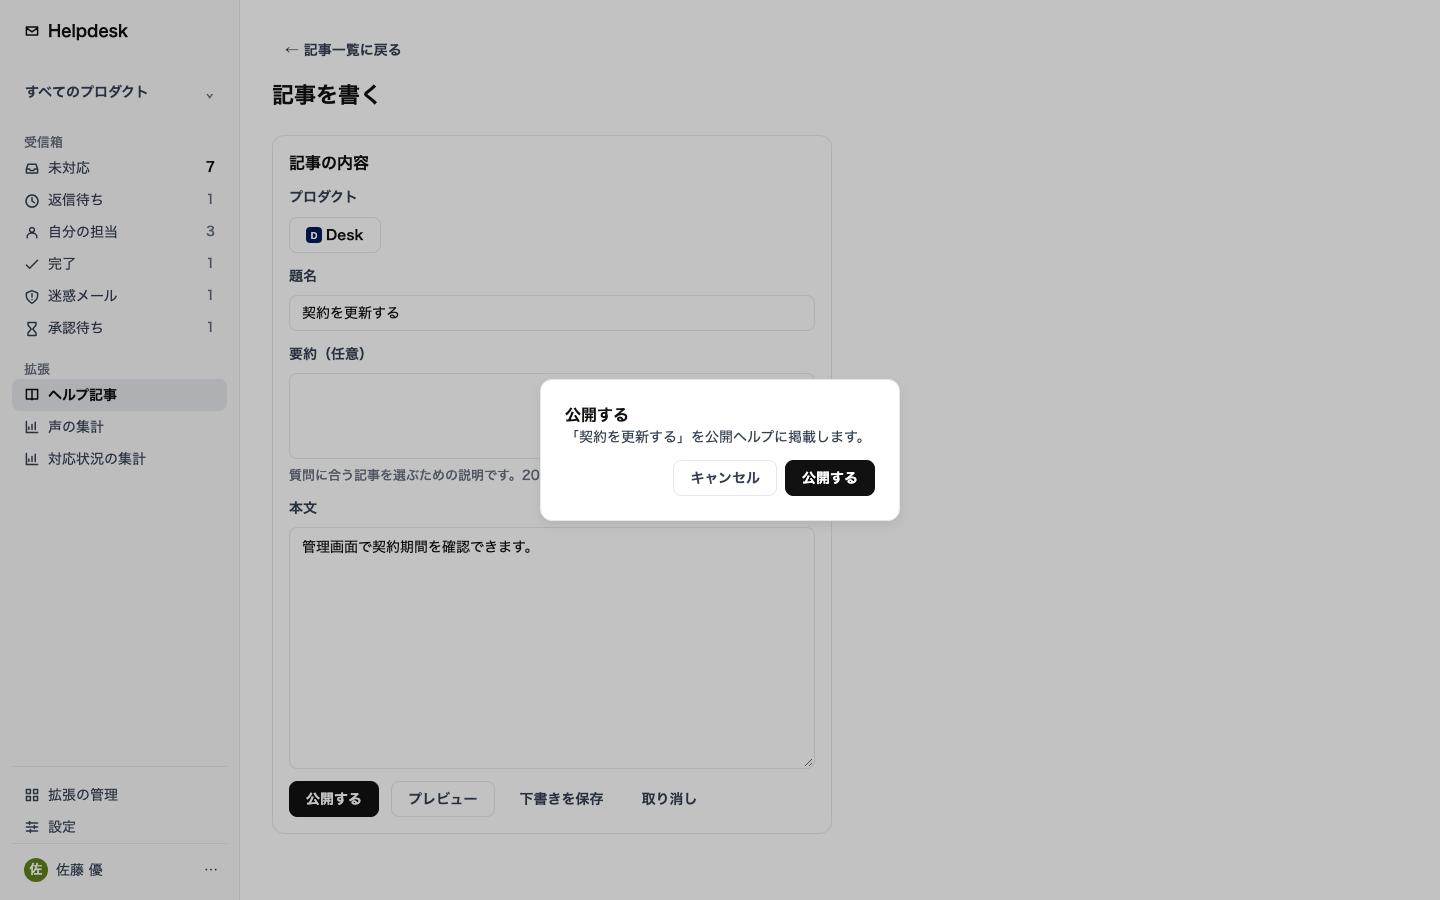 Helpdesk
すべてのプロダクト
受信箱
未対応 7
返信待ち 1
自分の担当 3
完了 1
迷惑メール 1
承認待ち 1
拡張
ヘルプ記事
声の集計
対応状況の集計
拡張の管理
設定
佐 佐藤 優 …
← 記事一覧に戻る
記事を書く
記事の内容
プロダクト
D Desk
題名
契約を更新する
要約（任意）
質問に合う記事を選ぶための説明です。20
本文
管理画面で契約期間を確認できます。
公開する プレビュー 下書きを保存 取り消し
公開する
「契約を更新する」を公開ヘルプに掲載します。
キャンセル 公開する